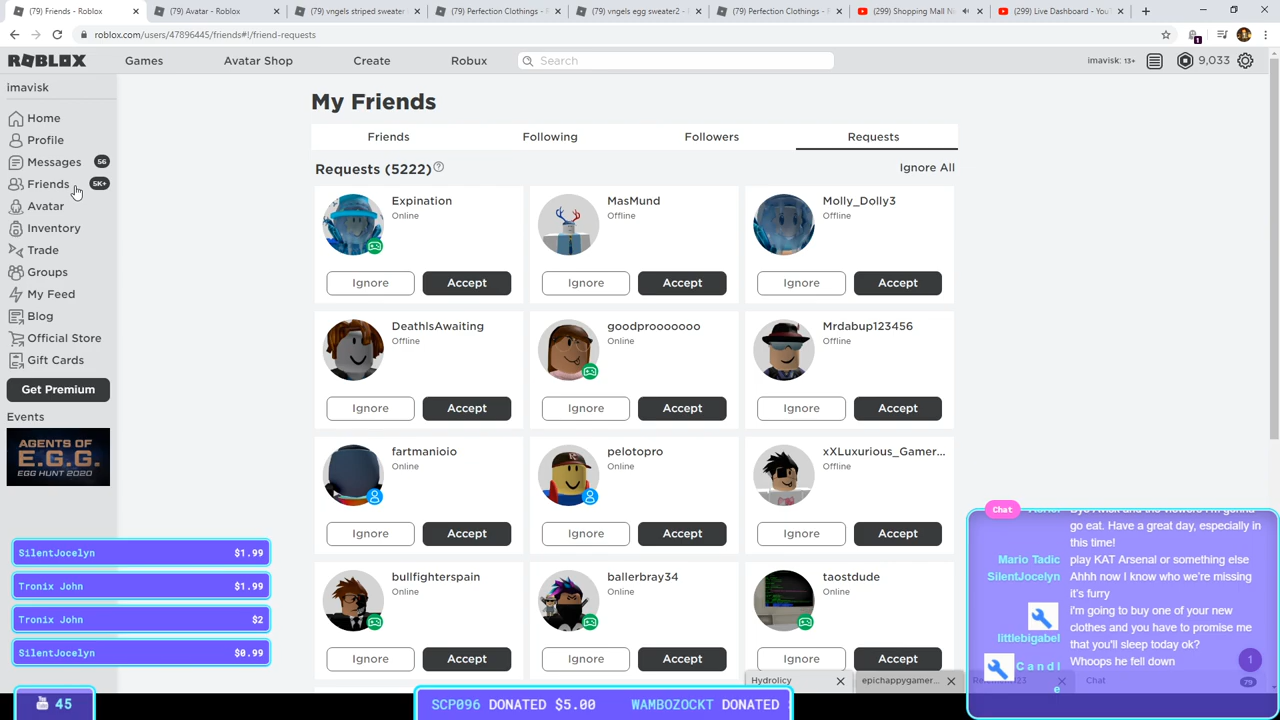 (79) Friends - Roblox
(79) Avatar - Roblox
(79) vngels striped sweater
(79) Perfection Clothings -
(79) vngels egg sweater2 -
(79) Perfection Clothings -
(299) Shopping Mall
(299) Live Dashboard - YouT
roblox.com/users/47896445/friends#!/friend-requests
1
ROBLOX
Games
Avatar Shop
Create
Robux
Search
imavisk: 13+
9,033
imavisk
Home
Profile
Messages
56
Friends
5K+
Avatar
Inventory
Trade
Groups
My Feed
Blog
Official Store
Gift Cards
Get Premium
Events
AGENTS OF
E.G.G.
EGG HUNT 2020
My Friends
Friends
Following
Followers
Requests
Requests (5222)
Ignore All
Expination
Online
Ignore
Accept
MasMund
Offline
Ignore
Accept
Molly_Dolly3
Offline
Ignore
Accept
DeathIsAwaiting
Offline
Ignore
Accept
goodprooooooo
Online
Ignore
Accept
Mrdabup123456
Offline
Ignore
Accept
fartmanioio
Online
Ignore
Accept
pelotopro
Online
Ignore
Accept
xXLuxurious_Gamer...
Offline
Ignore
Accept
bullfighterspain
Online
Ignore
Accept
ballerbray34
Online
Ignore
Accept
taostdude
Online
Ignore
Accept
SilentJocelyn $1.99
Tronix John $1.99
Tronix John $2
SilentJocelyn $0.99
45
SCP096 DONATED $5.00 WAMBOZOCKT DONATED
Chat
go eat. Have a great day, especially in
this time!
Mario Tadic play KAT Arsenal or something else
SilentJocelyn Ahhh now I know who we're missing
it's furry
i'm going to buy one of your new
clothes and you have to promise me
littlebigabel that you'll sleep today ok?
C a n d l e Whoops he fell down
1
79
Hydrolicy
epichappygamer...
Chat